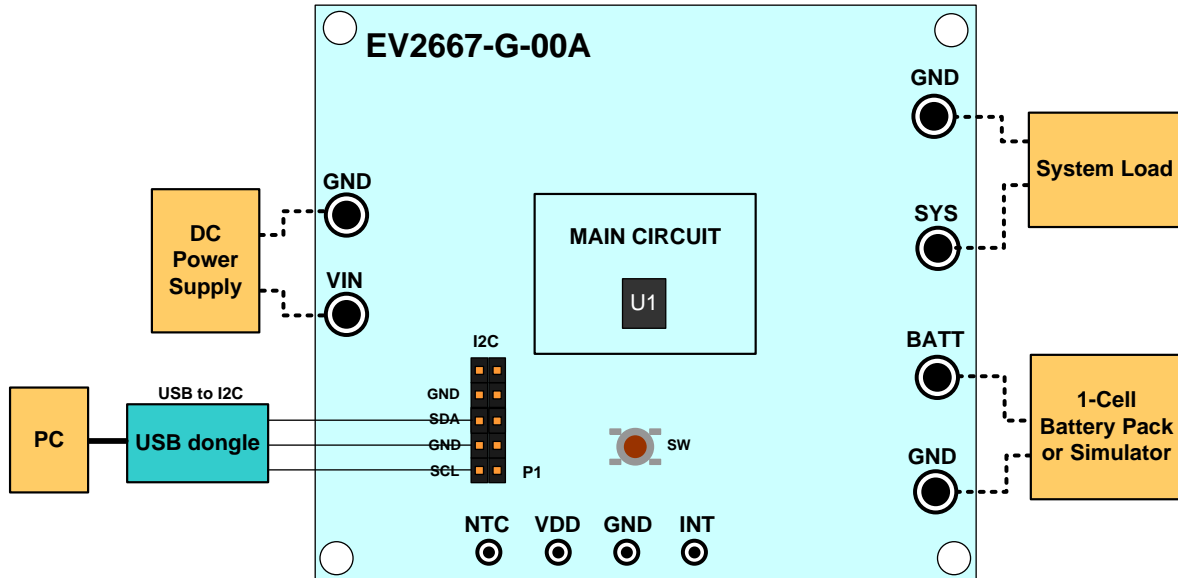 EV2667-G-00A
GND
System Load
SYS
GND
DC
Power
Supply
VIN
MAIN CIRCUIT
U1
BATT
1-Cell
Battery Pack
or Simulator
GND
I2C
GND
SDA
GND
SCL
P1
SW
PC
USB to I2C
USB dongle
NTC VDD GND INT